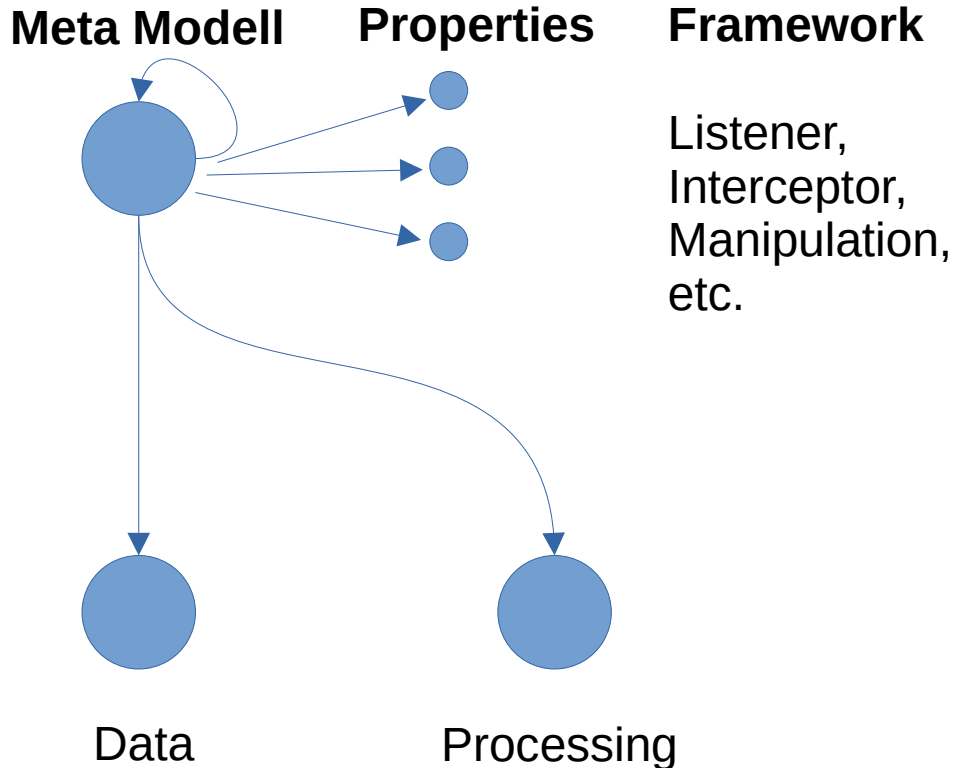 Meta Modell
Properties
Framework
Listener,
Interceptor,
Manipulation,
etc.
Data
Processing